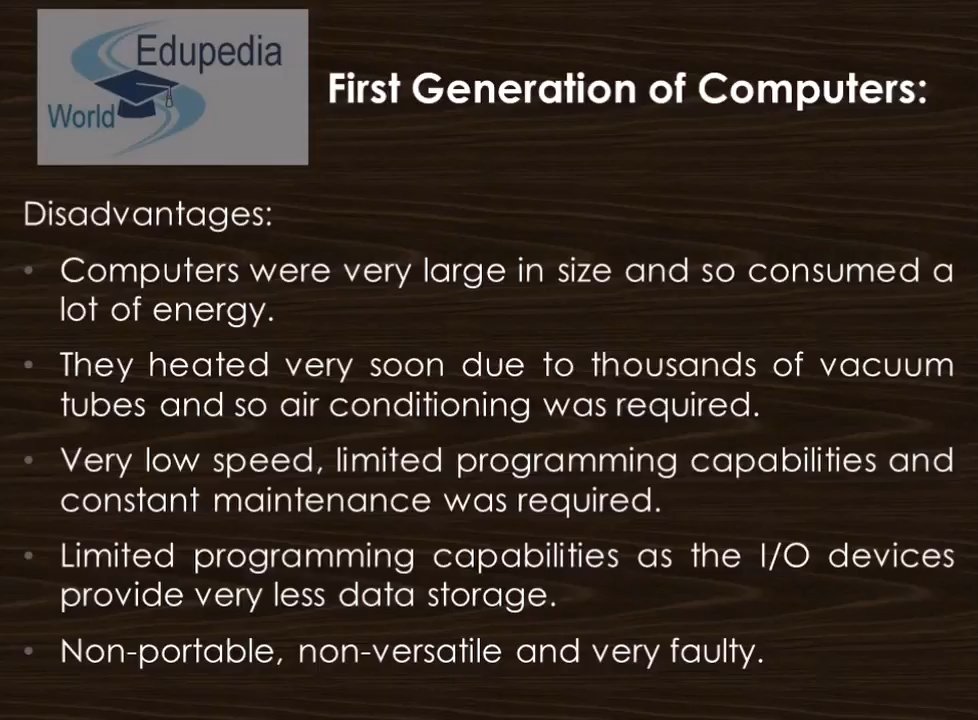 Edupedia
World
First Generation of Computers:
Disadvantages:
• Computers were very large in size and so consumed a
lot of energy.
• They heated very soon due to thousands of vacuum
tubes and so air conditioning was required.
• Very low speed, limited programming capabilities and
constant maintenance was required.
• Limited programming capabilities as the I/O devices
provide very less data storage.
• Non-portable, non-versatile and very faulty.